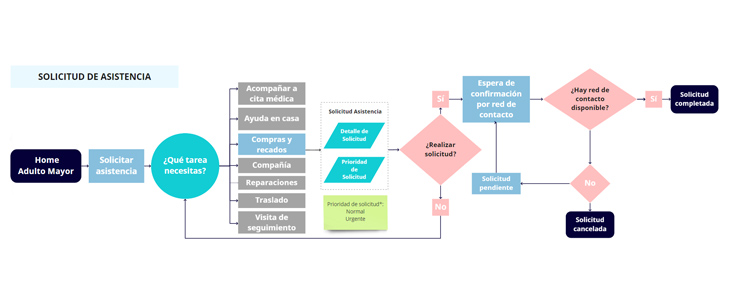 SOLICITUD DE ASISTENCIA
Home
Adulto Mayor
Solicitar
asistencia
¿Qué tarea
necesitas?
Acompañar a
cita médica
Ayuda en casa
Compras y
recados
Compañía
Reparaciones
Traslado
Visita de
seguimiento
Solicitud Asistencia
Detalle de
Solicitud
Prioridad
de
Solicitud
Prioridad de solicitud*:
Normal
Urgente
¿Realizar
solicitud?
Sí
No
Espera de
confirmación
por red de
contacto
Solicitud
pendiente
¿Hay red de
contacto
disponible?
Sí
Solicitud
completada
No
Solicitud
cancelada